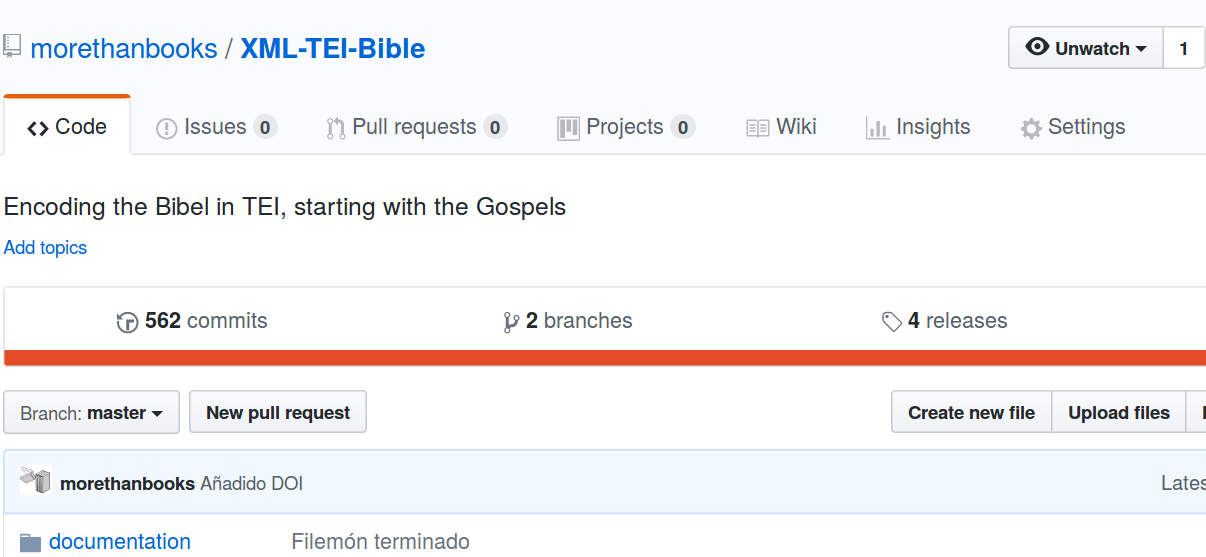 morethanbooks / XML-TEI-Bible
Unwatch 1
Code Issues 0 Pull requests 0 Projects 0 Wiki Insights Settings
Encoding the Bibel in TEI, starting with the Gospels
Add topics
562 commits 2 branches 4 releases
Branch: master New pull request Create new file Upload files
morethanbooks Añadido DOI Lates
documentation Filemón terminado